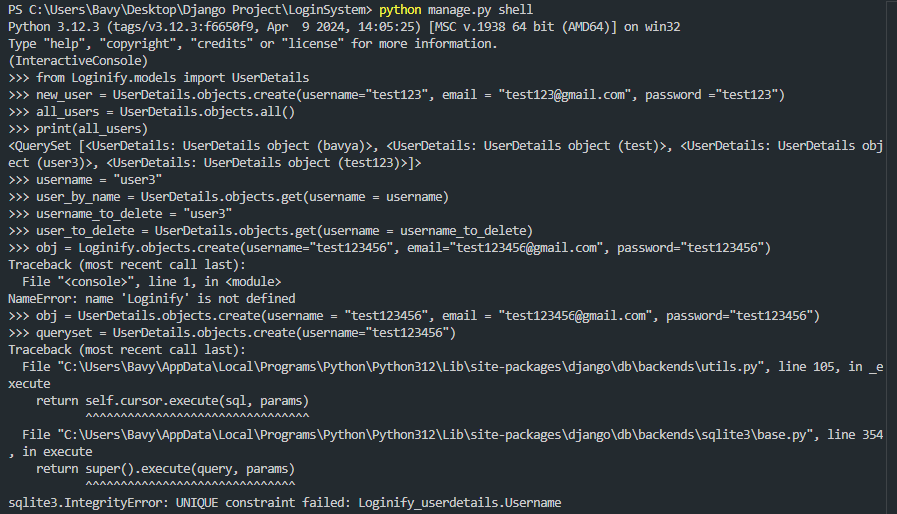 PS C:\Users\Bavy\Desktop\Django Project\LoginSystem> python manage.py shell
Python 3.12.3 (tags/v3.12.3:f6650f9, Apr  9 2024, 14:05:25) [MSC v.1938 64 bit (AMD64)] on win32
Type "help", "copyright", "credits" or "license" for more information.
(InteractiveConsole)
>>> from Loginify.models import UserDetails
>>> new_user = UserDetails.objects.create(username="test123", email = "test123@gmail.com", password ="test123")
>>> all_users = UserDetails.objects.all()
>>> print(all_users)
<QuerySet [<UserDetails: UserDetails object (bavya)>, <UserDetails: UserDetails object (test)>, <UserDetails: UserDetails obj
ect (user3)>, <UserDetails: UserDetails object (test123)>]>
>>> username = "user3"
>>> user_by_name = UserDetails.objects.get(username = username)
>>> username_to_delete = "user3"
>>> user_to_delete = UserDetails.objects.get(username = username_to_delete)
>>> obj = Loginify.objects.create(username="test123456", email="test123456@gmail.com", password="test123456")
Traceback (most recent call last):
  File "<console>", line 1, in <module>
NameError: name 'Loginify' is not defined
>>> obj = UserDetails.objects.create(username = "test123456", email = "test123456@gmail.com", password="test123456")
>>> queryset = UserDetails.objects.create(username="test123456")
Traceback (most recent call last):
  File "C:\Users\Bavy\AppData\Local\Programs\Python\Python312\Lib\site-packages\django\db\backends\utils.py", line 105, in _e
xecute
    return self.cursor.execute(sql, params)
           ^^^^^^^^^^^^^^^^^^^^^^^^^^^^^^^^
  File "C:\Users\Bavy\AppData\Local\Programs\Python\Python312\Lib\site-packages\django\db\backends\sqlite3\base.py", line 354
, in execute
    return super().execute(query, params)
           ^^^^^^^^^^^^^^^^^^^^^^^^^^^^^^
sqlite3.IntegrityError: UNIQUE constraint failed: Loginify_userdetails.Username